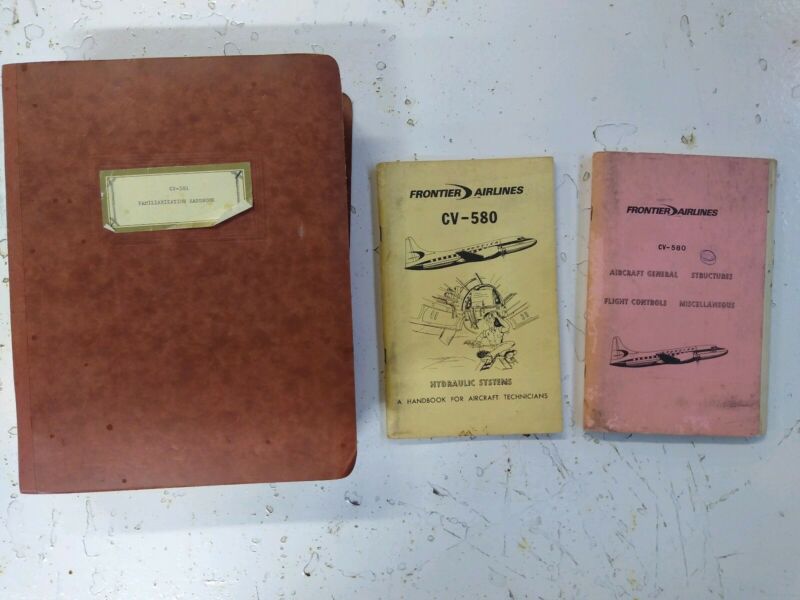 CV-581
FAMILIARIZATION HANDBOOK
FRONTIER AIRLINES
CV-580
HYDRAULIC SYSTEMS
A HANDBOOK FOR AIRCRAFT TECHNICIANS
FRONTIER AIRLINES
CV-580
AIRCRAFT GENERAL STRUCTURES
FLIGHT CONTROLS MISCELLANEOUS